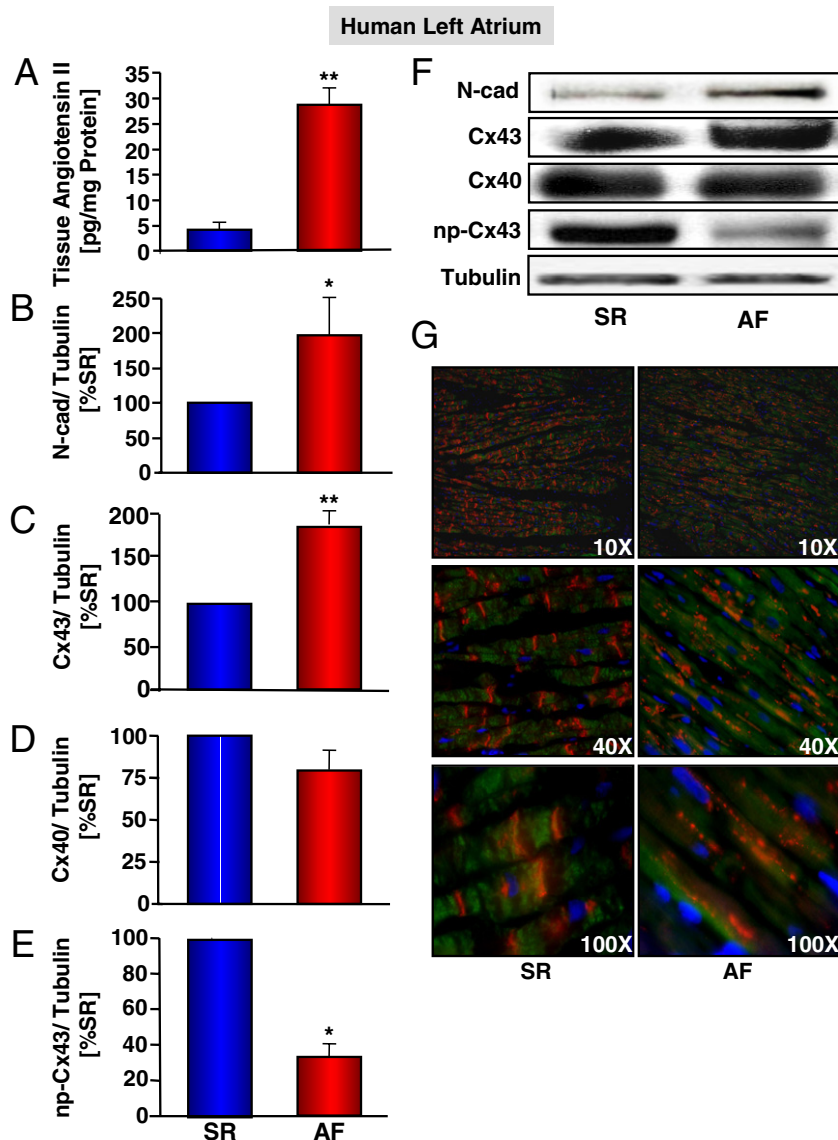 Human Left Atrium
A
Tissue Angiotensin II
[pg/mg Protein]
35
30
25
20
15
10
5
0
**
B
N-cad/ Tubulin
[%SR]
250
200
150
100
50
0
*
C
Cx43/ Tubulin
[%SR]
200
150
100
50
0
**
D
Cx40/ Tubulin
[%SR]
100
75
50
25
0
E
np-Cx43/ Tubulin
[%SR]
100
80
60
40
20
0
*
SR AF
F
N-cad
Cx43
Cx40
np-Cx43
Tubulin
SR AF
G
10X 10X
40X 40X
100X 100X
SR AF